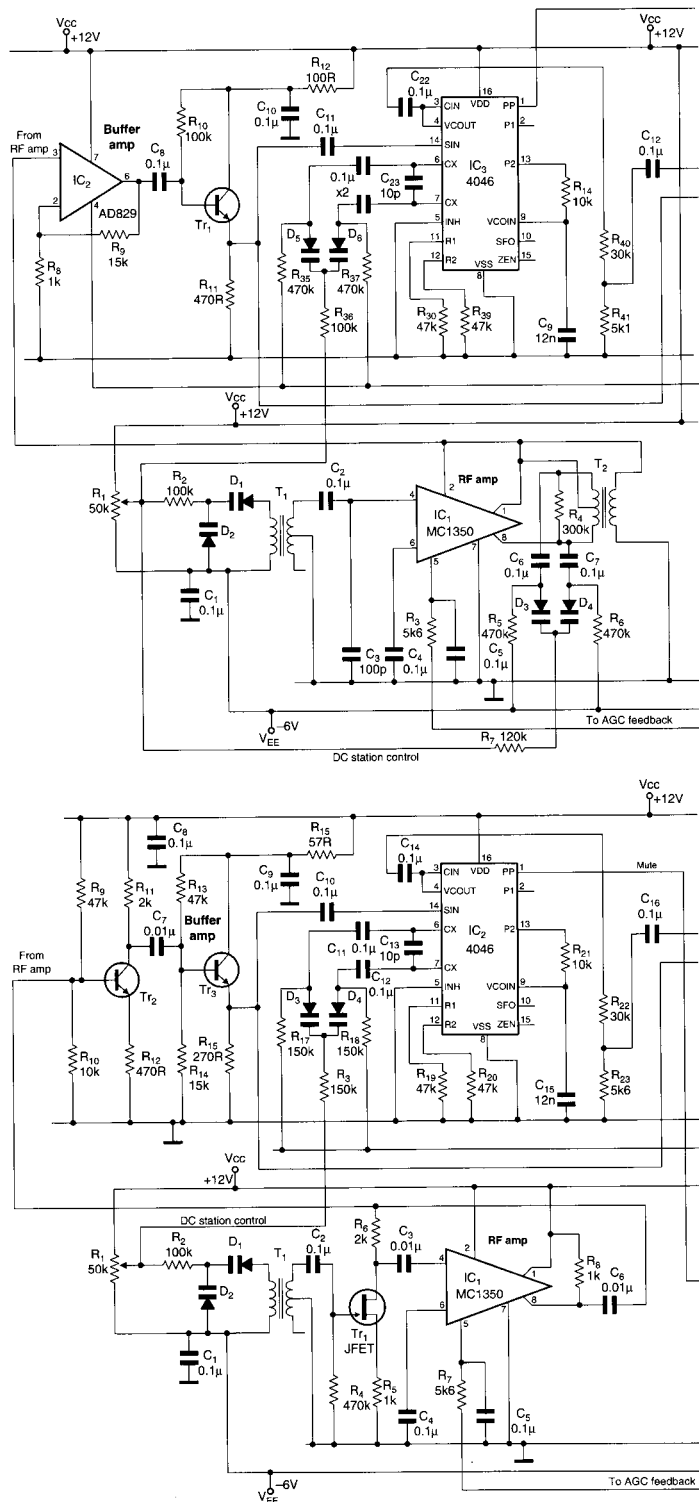 Vcc
+12V
Vcc
+12V
R12
100R
C22
0.1µ
C10
0.1µ
C11
0.1µ
3 CIN
4 VCOUT
16
VDD
PP 1
P1 2
14 SIN
6 CX
7 CX
5 INH
11 R1
12 R2
IC3
4046
P2 13
VCOIN 9
SFO 10
ZEN 15
VSS
8
From
RF amp
Buffer
amp
3
2
7
4
6
IC2
AD829
C8
0.1µ
R10
100k
Tr1
R9
15k
R8
1k
R11
470R
0.1µ
x2
C23
10p
D5
D6
R35
470k
R37
470k
R36
100k
R30
47k
R39
47k
R14
10k
C9
12n
R40
30k
R41
5k1
C12
0.1µ
Vcc
+12V
R1
50k
R2
100k
D1
D2
T1
C2
0.1µ
C1
0.1µ
RF amp
4
6
2
1
8
5
7
IC1
MC1350
T2
R4
300k
C6
0.1µ
C7
0.1µ
D3
D4
R5
470k
R6
470k
R3
5k6
C3
100p
C4
0.1µ
C5
0.1µ
−6V
VEE
To AGC feedback
R7 120k
DC station control
Vcc
+12V
C8
0.1µ
R15
57R
R9
47k
R11
2k
R13
47k
C7
0.01µ
Buffer
amp
C9
0.1µ
C10
0.1µ
C14
0.1µ
3 CIN
4 VCOUT
16
VDD
PP 1
P1 2
14 SIN
6 CX
7 CX
5 INH
11 R1
12 R2
IC2
4046
P2 13
VCOIN 9
SFO 10
ZEN 15
VSS
8
Mute
C16
0.1µ
From
RF amp
Tr2
Tr3
C11
0.1µ
C13
10p
C12
0.1µ
D3
D4
R10
10k
R12
470R
R15
270R
R14
15k
R17
150k
R18
150k
R3
150k
R19
47k
R20
47k
R21
10k
C15
12n
R22
30k
R23
5k6
Vcc
+12V
DC station control
R1
50k
R2
100k
D1
D2
T1
C2
0.1µ
R6
2k
C3
0.01µ
RF amp
4
6
2
1
8
5
7
IC1
MC1350
R8
1k
C6
0.01µ
Tr1
JFET
C1
0.1µ
R4
470k
R5
1k
C4
0.1µ
R7
5k6
C5
0.1µ
−6V
VEE
To AGC feedback